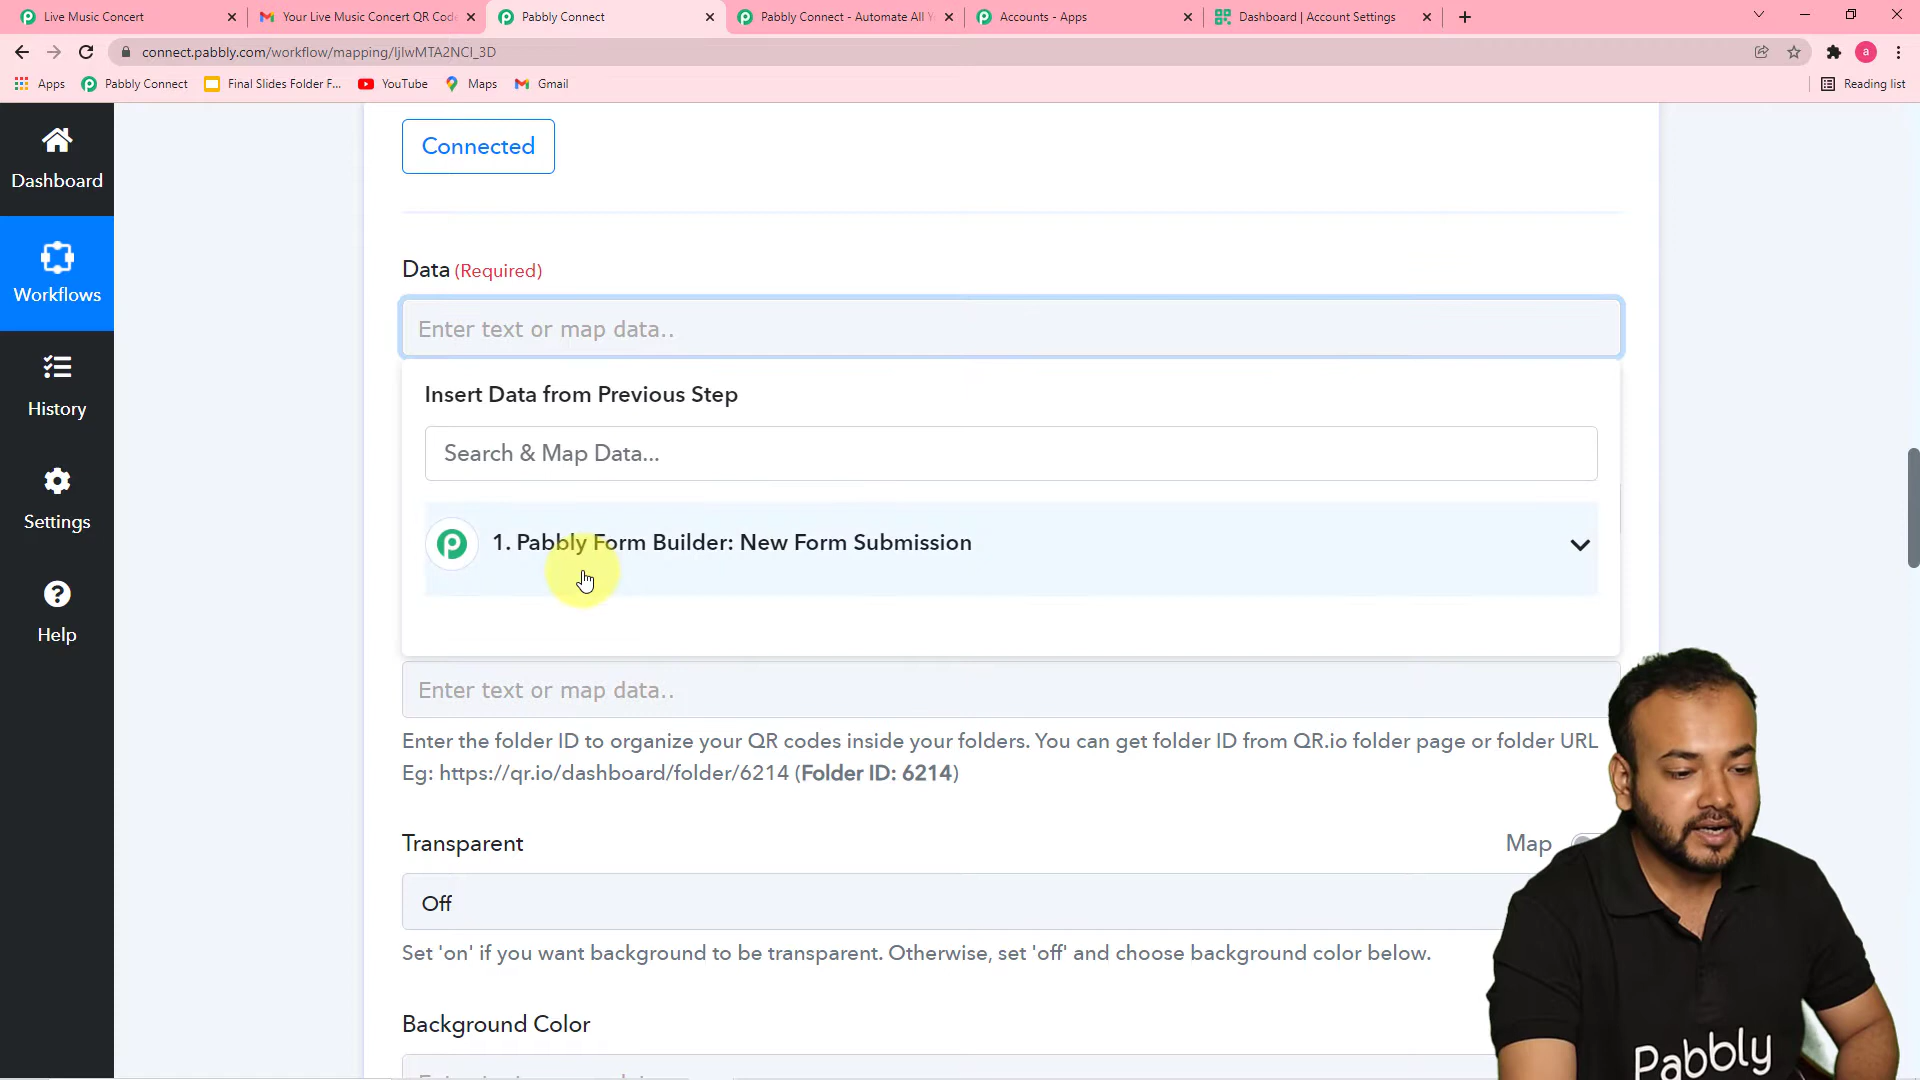 Live Music Concert
Your Live Music Concert QR Code
Pabbly Connect
Pabbly Connect - Automate All Y
Accounts - Apps
Dashboard | Account Settings
connect.pabbly.com/workflow/mapping/IjIwMTA2NCI_3D
a
Apps
Pabbly Connect
Final Slides Folder F...
YouTube
Maps
Gmail
Reading list
Dashboard
Workflows
History
Settings
Help
Connected
Data (Required)
Enter text or map data..
Insert Data from Previous Step
Search & Map Data...
1. Pabbly Form Builder: New Form Submission
Enter text or map data..
Enter the folder ID to organize your QR codes inside your folders. You can get folder ID from QR.io folder page or folder URL
Eg: https://qr.io/dashboard/folder/6214 (Folder ID: 6214)
Transparent
Map
Off
Set 'on' if you want background to be transparent. Otherwise, set 'off' and choose background color below.
Background Color
Pabbly